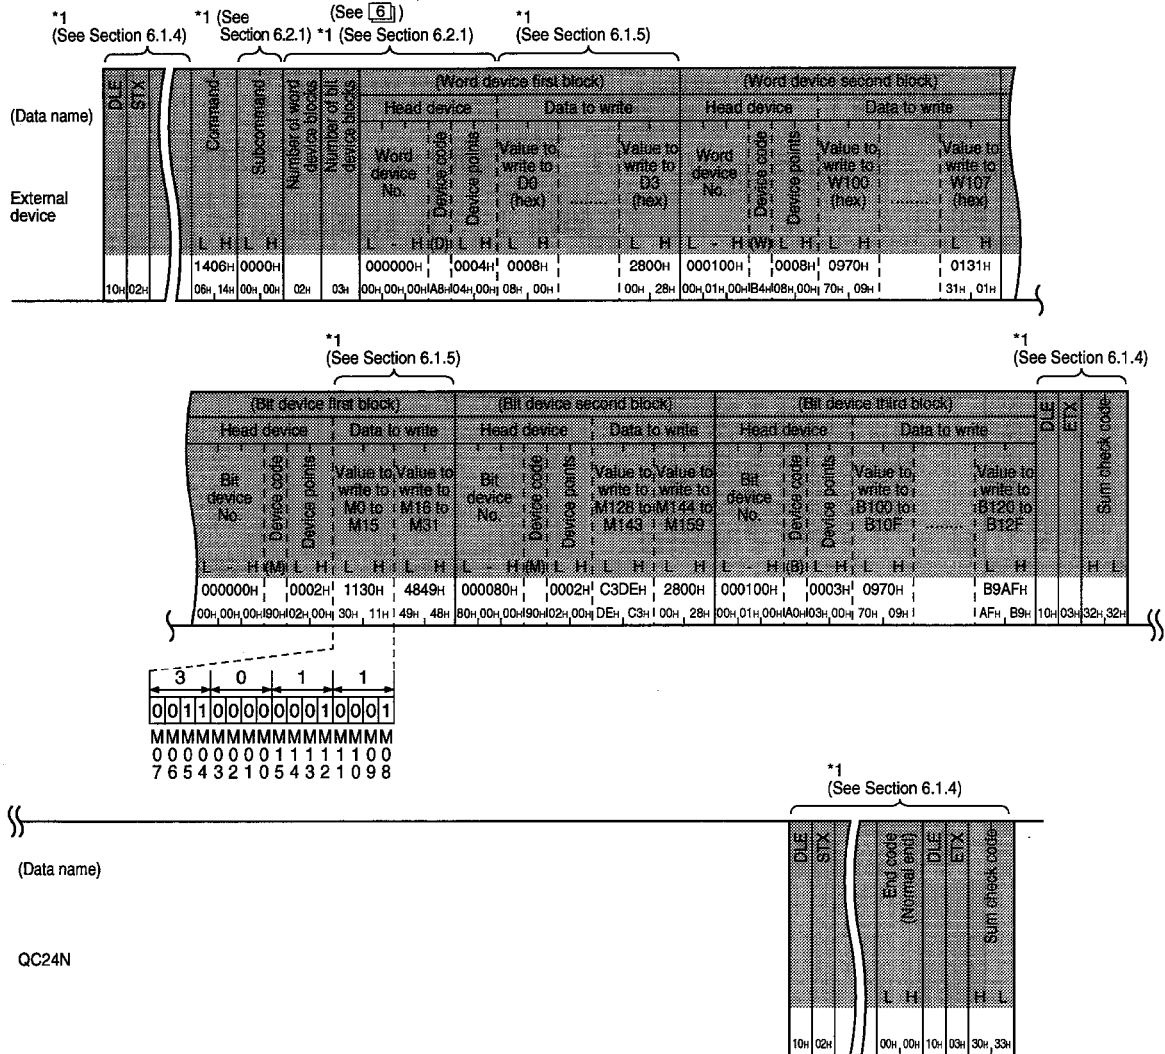 (See 6)
*1 *1 (See *1
(See Section 6.1.4) Section 6.2.1) *1 (See Section 6.2.1) (See Section 6.1.5)
(Data name)
External device
DLE
STX
Command
Subcommand
Number of word device blocks
Number of bit device blocks
(Word device first block)
Head device
Data to write
Word device No.
Device code
Device points
Value to write to D0 (hex)
........
Value to write to D3 (hex)
(Word device second block)
Head device
Data to write
Word device No.
Device code
Device points
Value to write to W100 (hex)
........
Value to write to W107 (hex)
L H L H L - H (D) L H L H L H L - H (W) L H L H L H
1406H 0000H 000000H 0004H 0008H 2800H 000100H 0008H 0970H 0131H
10H 02H 06H, 14H 00H, 00H 02H 03H 00H, 00H, 00H A8H 04H, 00H 08H, 00H 00H, 28H 00H, 01H, 00H B4H 08H, 00H 70H, 09H 31H, 01H
*1
(See Section 6.1.5)
*1
(See Section 6.1.4)
(Bit device first block)
Head device
Data to write
Bit device No.
Device code
Device points
Value to write to M0 to M15
Value to write to M16 to M31
(Bit device second block)
Head device
Data to write
Bit device No.
Device code
Device points
Value to write to M128 to M143
Value to write to M144 to M159
(Bit device third block)
Head device
Data to write
Bit device No.
Device code
Device points
Value to write to B100 to B10F
........
Value to write to B120 to B12F
DLE
ETX
Sum check code
L - H (M) L H L H L H L - H (M) L H L H L H L - H (B) L H L H L H H L
000000H 0002H 1130H 4849H 000080H 0002H C3DEH 2800H 000100H 0003H 0970H B9AFH
00H, 00H, 00H 90H 02H, 00H 30H, 11H 49H, 48H 80H, 00H, 00H 90H 02H, 00H DEH, C3H 00H, 28H 00H, 01H, 00H A0H 03H, 00H 70H, 09H AFH, B9H 10H 03H 32H, 32H
3 0 1 1
0 0 1 1 0 0 0 0 0 0 0 1 0 0 0 1
M M M M M M M M M M M M M M M M
0 0 0 0 0 0 0 0 1 1 1 1 1 1 0 0
7 6 5 4 3 2 1 0 5 4 3 2 1 0 9 8
*1
(See Section 6.1.4)
(Data name)
QC24N
DLE
STX
End code (Normal end)
DLE
ETX
Sum check code
L H H L
10H 02H 00H, 00H 10H 03H 30H, 33H